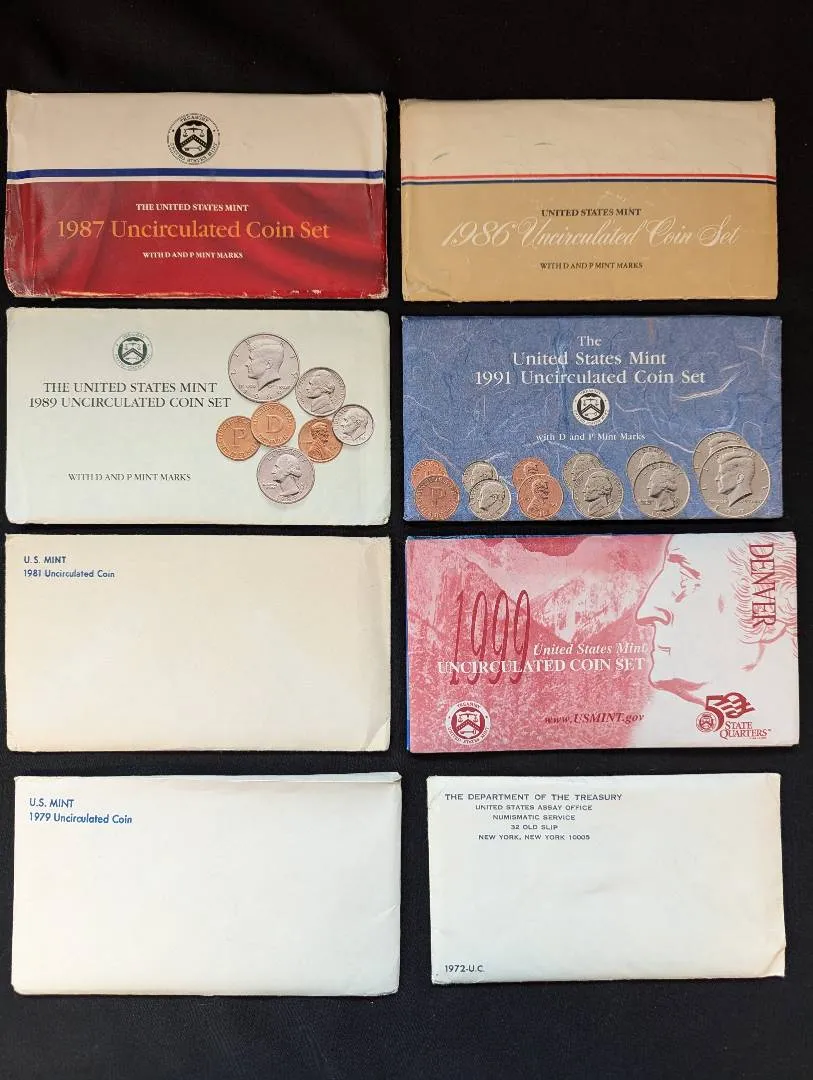 THE UNITED STATES MINT
1987 Uncirculated Coin Set
WITH D AND P MINT MARKS
UNITED STATES MINT
1986 Uncirculated Coin Set
WITH D AND P MINT MARKS
THE UNITED STATES MINT
1989 UNCIRCULATED COIN SET
WITH D AND P MINT MARKS
P
D
The
United States Mint
1991 Uncirculated Coin Set
with D and P Mint Marks
P
U.S. MINT
1981 Uncirculated Coin
DENVER
1999
United States Mint
UNCIRCULATED COIN SET
www.USMINT.gov
50
STATE
QUARTERS™
U.S. MINT
1979 Uncirculated Coin
THE DEPARTMENT OF THE TREASURY
UNITED STATES ASSAY OFFICE
NUMISMATIC SERVICE
32 OLD SLIP
NEW YORK, NEW YORK 10005
1972-U.C.